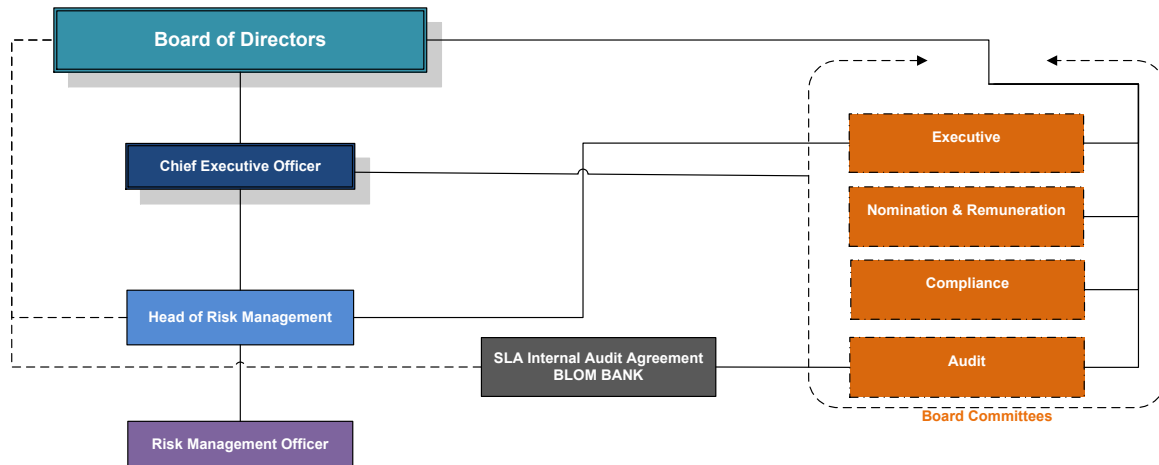 Board of Directors
Executive
Chief Executive Officer
Nomination & Remuneration
Compliance
Head of Risk Management
SLA Internal Audit Agreement
BLOM BANK
Audit
Board Committees
Risk Management Officer